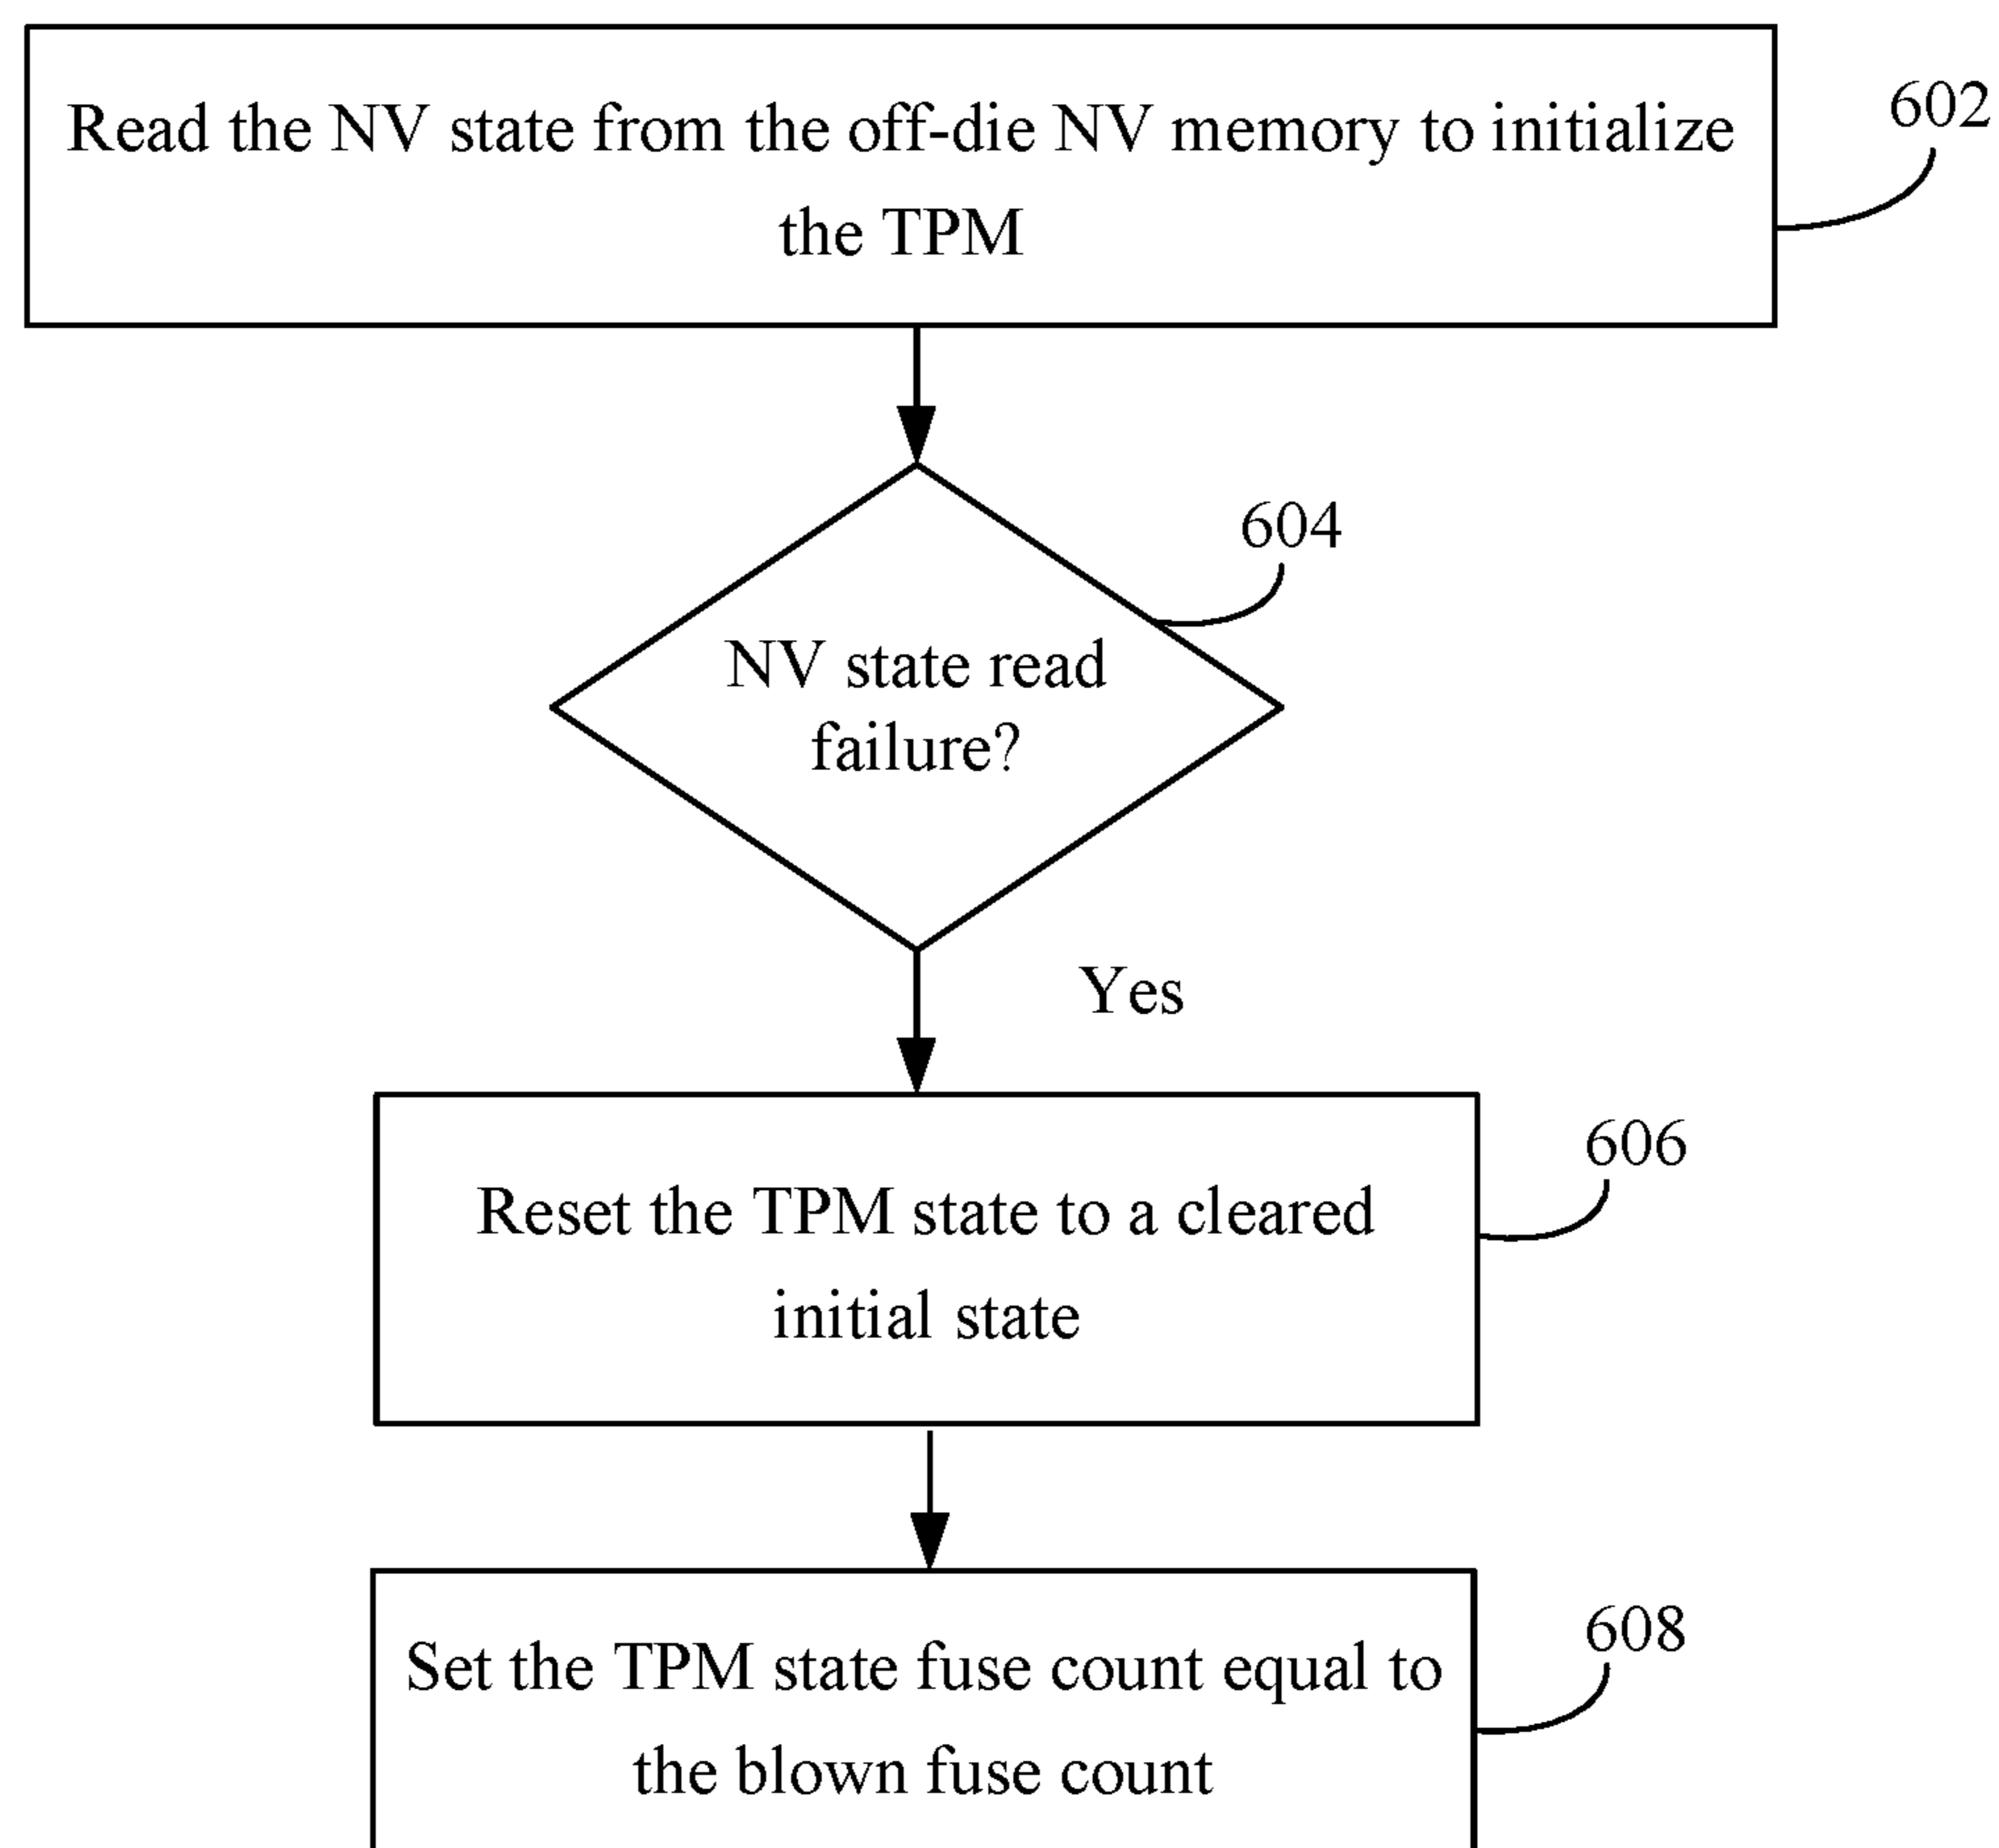 Read the NV state from the off-die NV memory to initialize
the TPM
602
604
NV state read
failure?
Yes
606
Reset the TPM state to a cleared
initial state
608
Set the TPM state fuse count equal to
the blown fuse count